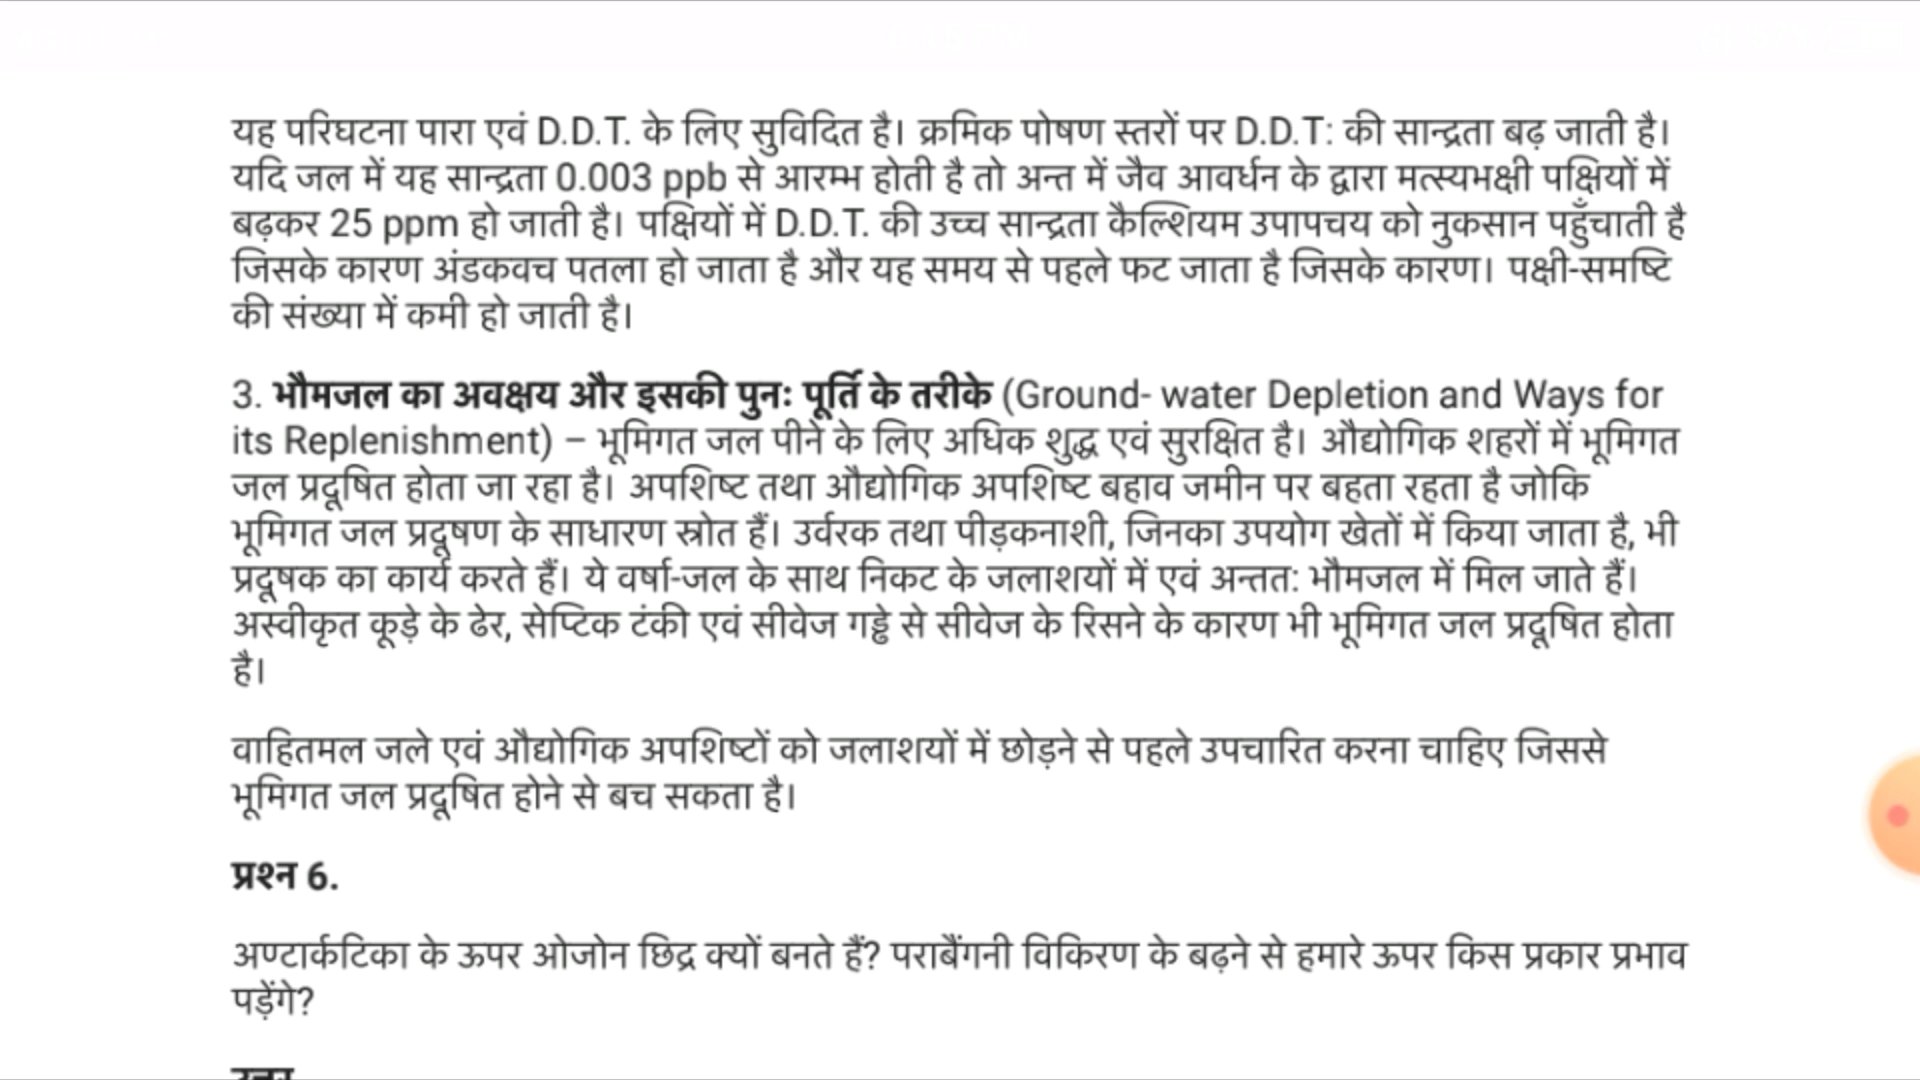 यह परिघटना पारा एवं D.D.T. के लिए सुविदित है। क्रमिक पोषण स्तरों पर D.D.T: की सान्द्रता बढ़ जाती है।
यदि जल में यह सान्द्रता 0.003 ppb से आरम्भ होती है तो अन्त में जैव आवर्धन के द्वारा मत्स्यभक्षी पक्षियों में
बढ़कर 25 ppm हो जाती है। पक्षियों में D.D.T. की उच्च सान्द्रता कैल्शियम उपापचय को नुकसान पहुँचाती है
जिसके कारण अंडकवच पतला हो जाता है और यह समय से पहले फट जाता है जिसके कारण। पक्षी-समष्टि
की संख्या में कमी हो जाती है।
3. भौमजल का अवक्षय और इसकी पुनः पूर्ति के तरीके (Ground- water Depletion and Ways for
its Replenishment) – भूमिगत जल पीने के लिए अधिक शुद्ध एवं सुरक्षित है। औद्योगिक शहरों में भूमिगत
जल प्रदूषित होता जा रहा है। अपशिष्ट तथा औद्योगिक अपशिष्ट बहाव जमीन पर बहता रहता है जोकि
भूमिगत जल प्रदूषण के साधारण स्रोत हैं। उर्वरक तथा पीड़कनाशी, जिनका उपयोग खेतों में किया जाता है, भी
प्रदूषक का कार्य करते हैं। ये वर्षा-जल के साथ निकट के जलाशयों में एवं अन्तत: भौमजल में मिल जाते हैं।
अस्वीकृत कूड़े के ढेर, सेप्टिक टंकी एवं सीवेज गड्ढे से सीवेज के रिसने के कारण भी भूमिगत जल प्रदूषित होता
है।
वाहितमल जले एवं औद्योगिक अपशिष्टों को जलाशयों में छोड़ने से पहले उपचारित करना चाहिए जिससे
भूमिगत जल प्रदूषित होने से बच सकता है।
प्रश्न 6.
अण्टार्कटिका के ऊपर ओजोन छिद्र क्यों बनते हैं? पराबैंगनी विकिरण के बढ़ने से हमारे ऊपर किस प्रकार प्रभाव
पड़ेंगे?